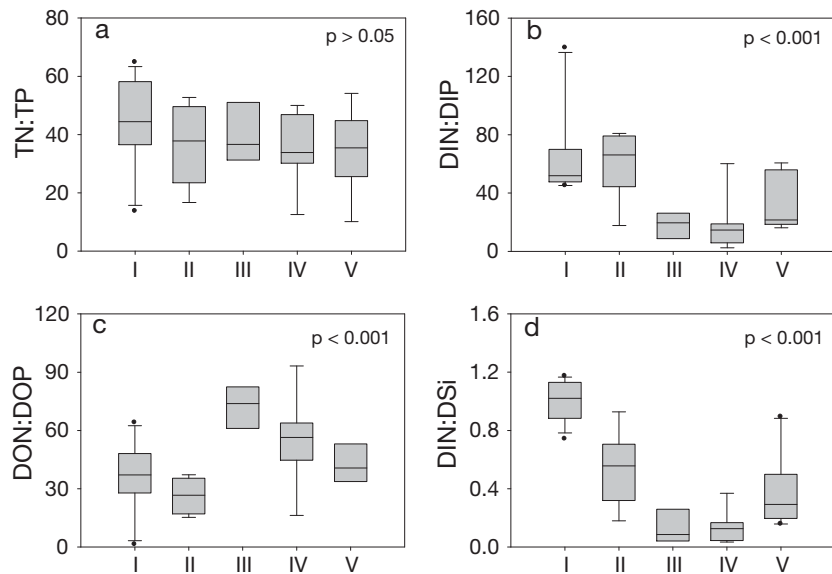 a
p > 0.05
TN:TP
80
60
40
20
0
I II III IV V
b
p < 0.001
DIN:DIP
160
120
80
40
0
I II III IV V
c
p < 0.001
DON:DOP
120
90
60
30
0
I II III IV V
d
p < 0.001
DIN:DSi
1.6
1.2
0.8
0.4
0.0
I II III IV V